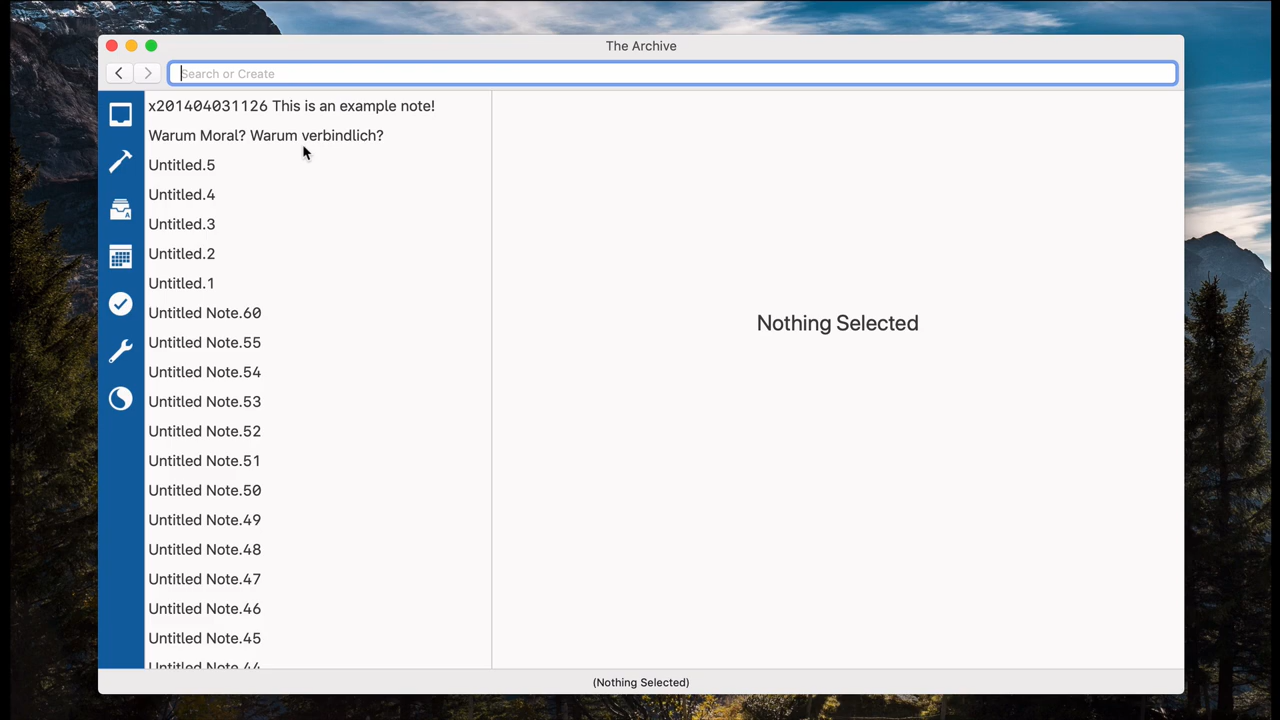 The Archive
Search or Create
x201404031126 This is an example note!
Warum Moral? Warum verbindlich?
Untitled.5
Untitled.4
Untitled.3
Untitled.2
Untitled.1
Untitled Note.60
Untitled Note.55
Untitled Note.54
Untitled Note.53
Untitled Note.52
Untitled Note.51
Untitled Note.50
Untitled Note.49
Untitled Note.48
Untitled Note.47
Untitled Note.46
Untitled Note.45
Untitled Note.44
Nothing Selected
(Nothing Selected)